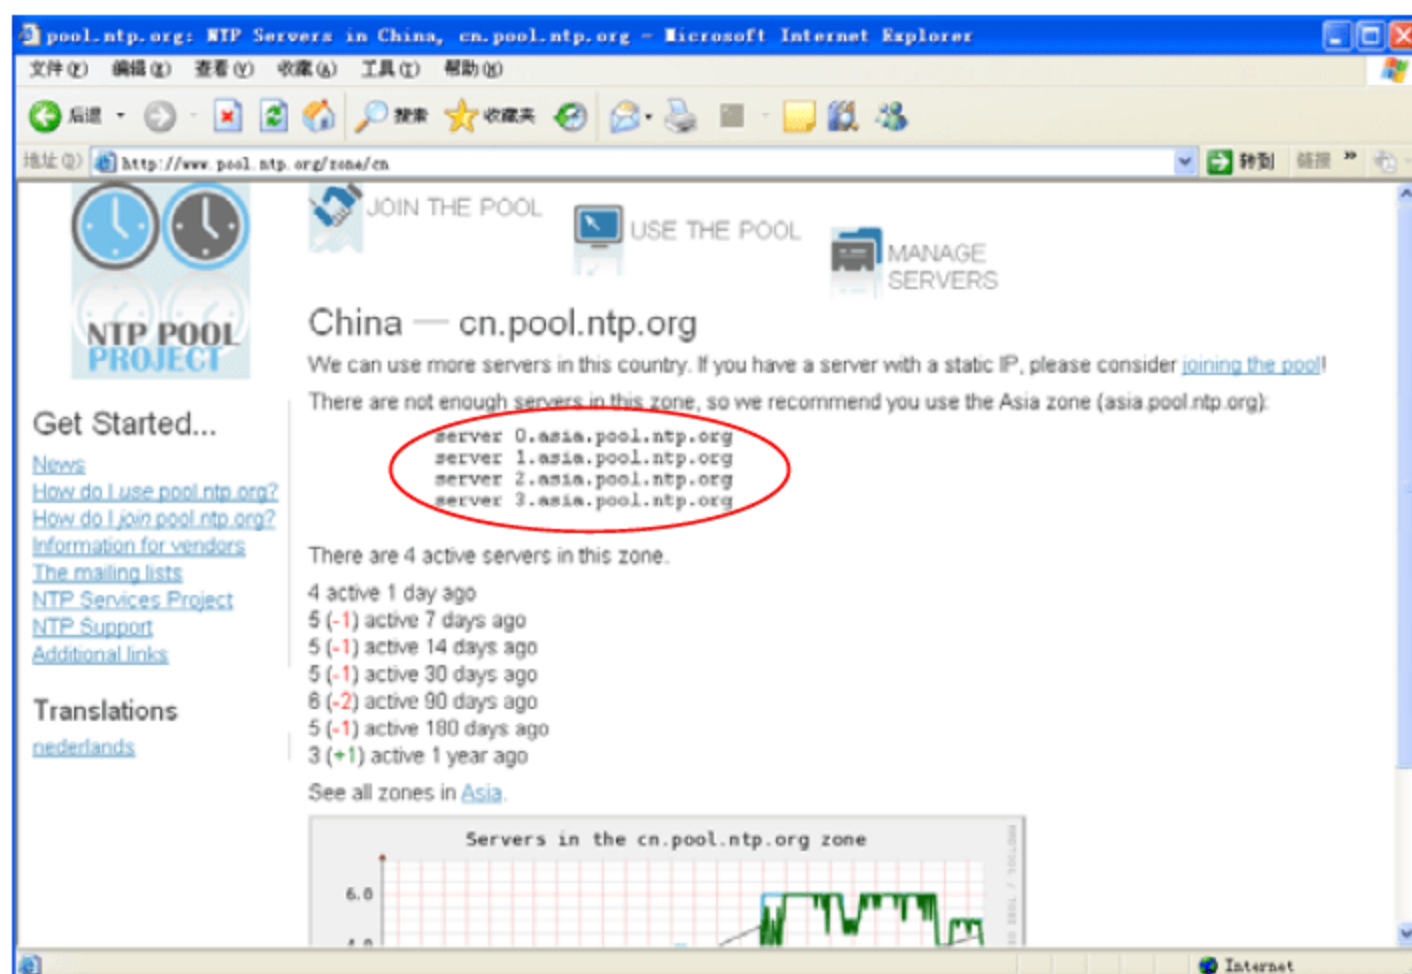 pool.ntp.org: NTP Servers in China, cn.pool.ntp.org - Microsoft Internet Explorer
文件(F) 编辑(E) 查看(V) 收藏(A) 工具(T) 帮助(H)
后退 搜索 收藏夹
地址(D) http://www.pool.ntp.org/zone/cn 转到 链接 »
JOIN THE POOL
USE THE POOL
MANAGE
SERVERS
NTP POOL
PROJECT
China — cn.pool.ntp.org
We can use more servers in this country. If you have a server with a static IP, please consider joining the pool!
There are not enough servers in this zone, so we recommend you use the Asia zone (asia.pool.ntp.org):
server 0.asia.pool.ntp.org
server 1.asia.pool.ntp.org
server 2.asia.pool.ntp.org
server 3.asia.pool.ntp.org
There are 4 active servers in this zone.
4 active 1 day ago
5 (-1) active 7 days ago
5 (-1) active 14 days ago
5 (-1) active 30 days ago
6 (-2) active 90 days ago
5 (-1) active 180 days ago
3 (+1) active 1 year ago
See all zones in Asia.
Get Started...
News
How do I use pool.ntp.org?
How do I join pool.ntp.org?
Information for vendors
The mailing lists
NTP Services Project
NTP Support
Additional links
Translations
nederlands
Servers in the cn.pool.ntp.org zone
6.0
Internet